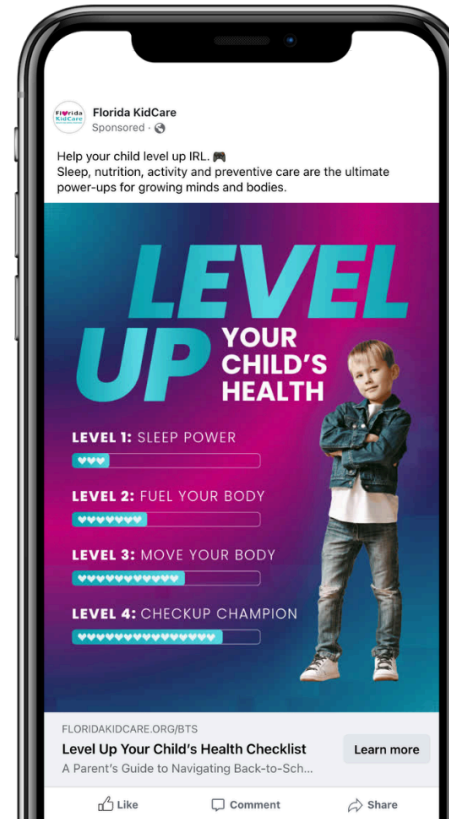 Florida
KidCare
Florida KidCare
Sponsored ·
Help your child level up IRL. 🎮
Sleep, nutrition, activity and preventive care are the ultimate
power-ups for growing minds and bodies.
LEVEL
UP YOUR
CHILD'S
HEALTH
LEVEL 1: SLEEP POWER
LEVEL 2: FUEL YOUR BODY
LEVEL 3: MOVE YOUR BODY
LEVEL 4: CHECKUP CHAMPION
FLORIDAKIDCARE.ORG/BTS
Level Up Your Child's Health Checklist
Learn more
A Parent's Guide to Navigating Back-to-Sch...
Like Comment Share